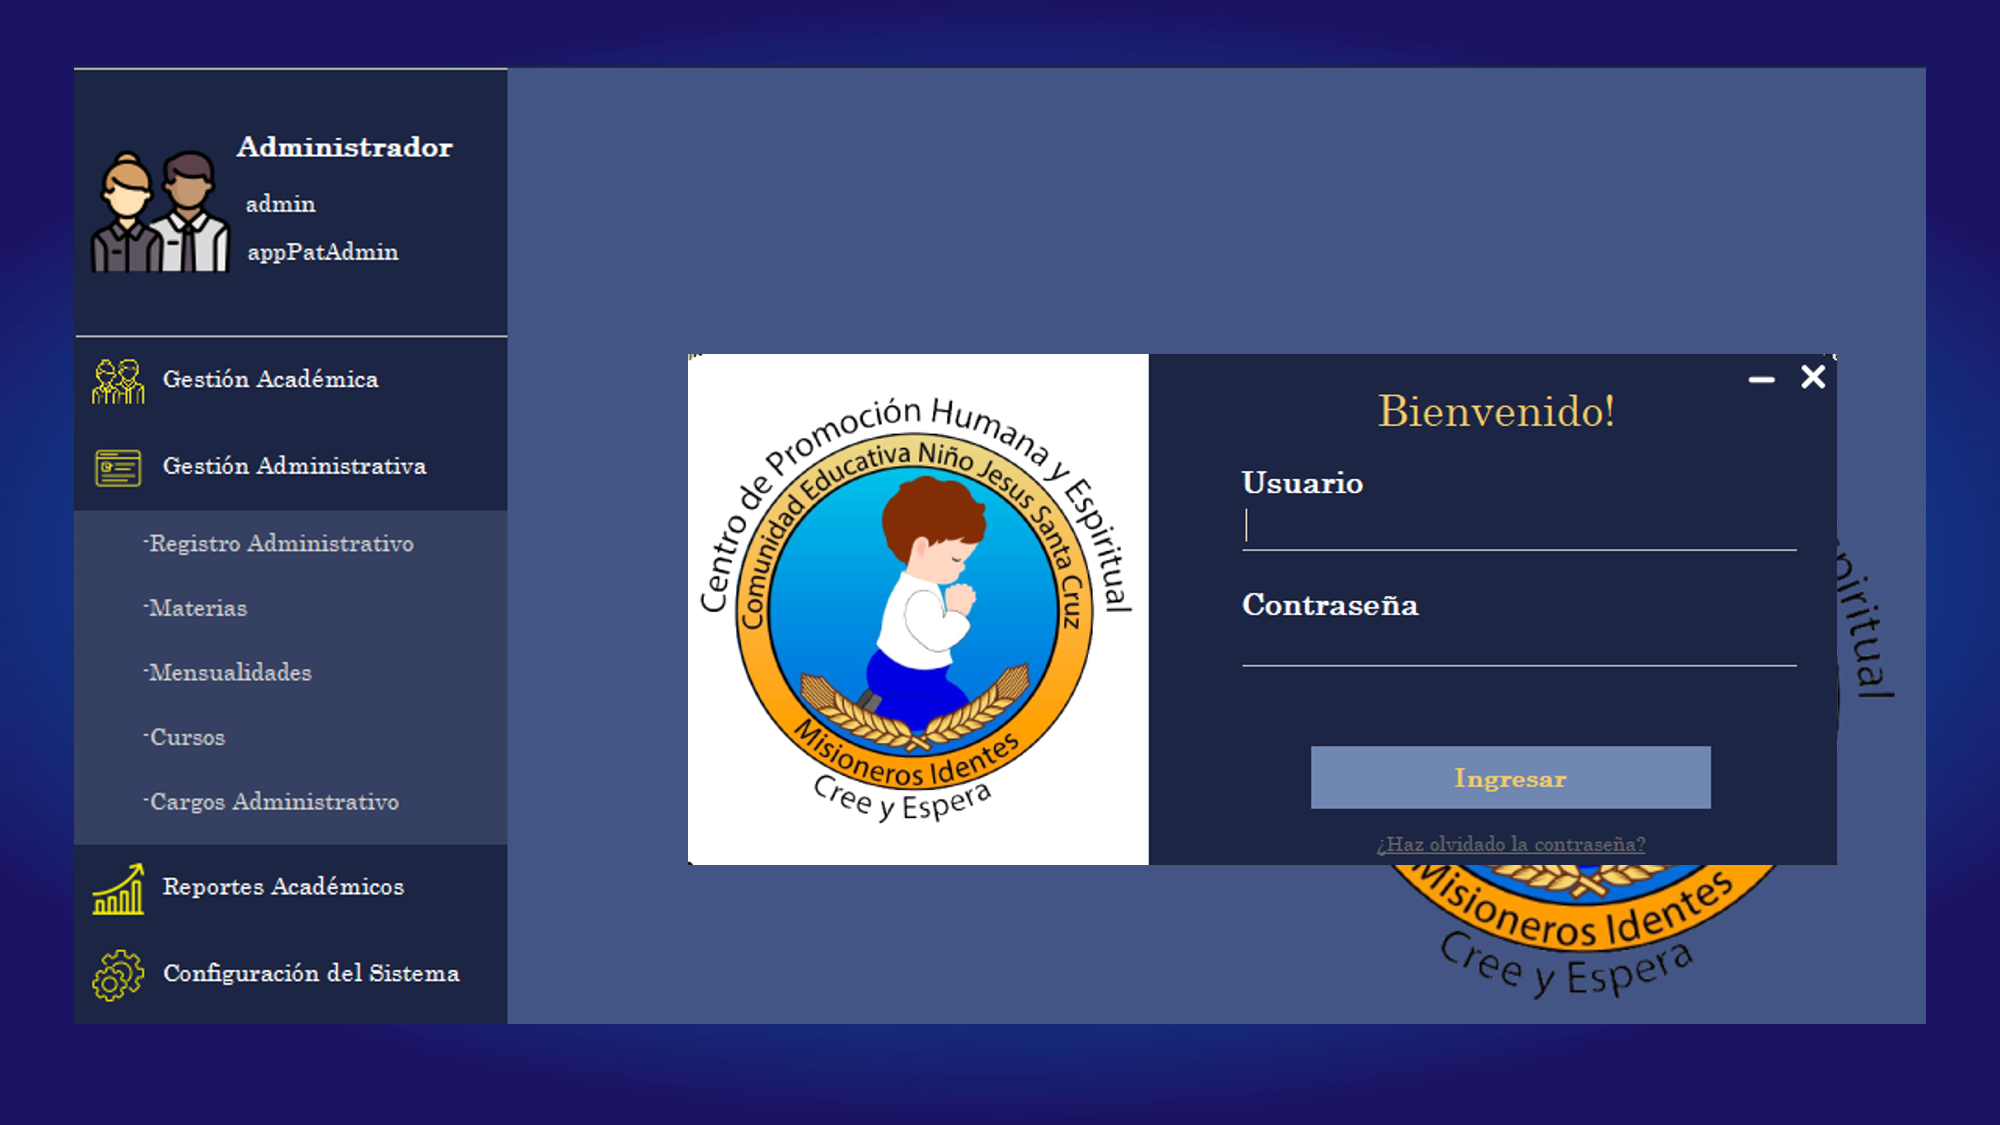 Administrador
admin
appPatAdmin
Gestión Académica
Gestión Administrativa
-Registro Administrativo
-Materias
-Mensualidades
-Cursos
-Cargos Administrativo
Reportes Académicos
Configuración del Sistema
Centro de Promoción Humana y Espiritual
Comunidad Educativa Niño Jesus Santa Cruz
Misioneros Identes
Cree y Espera
Bienvenido!
Usuario
Contraseña
Ingresar
¿Haz olvidado la contraseña?
piritual
Misioneros Identes
Cree y Espera